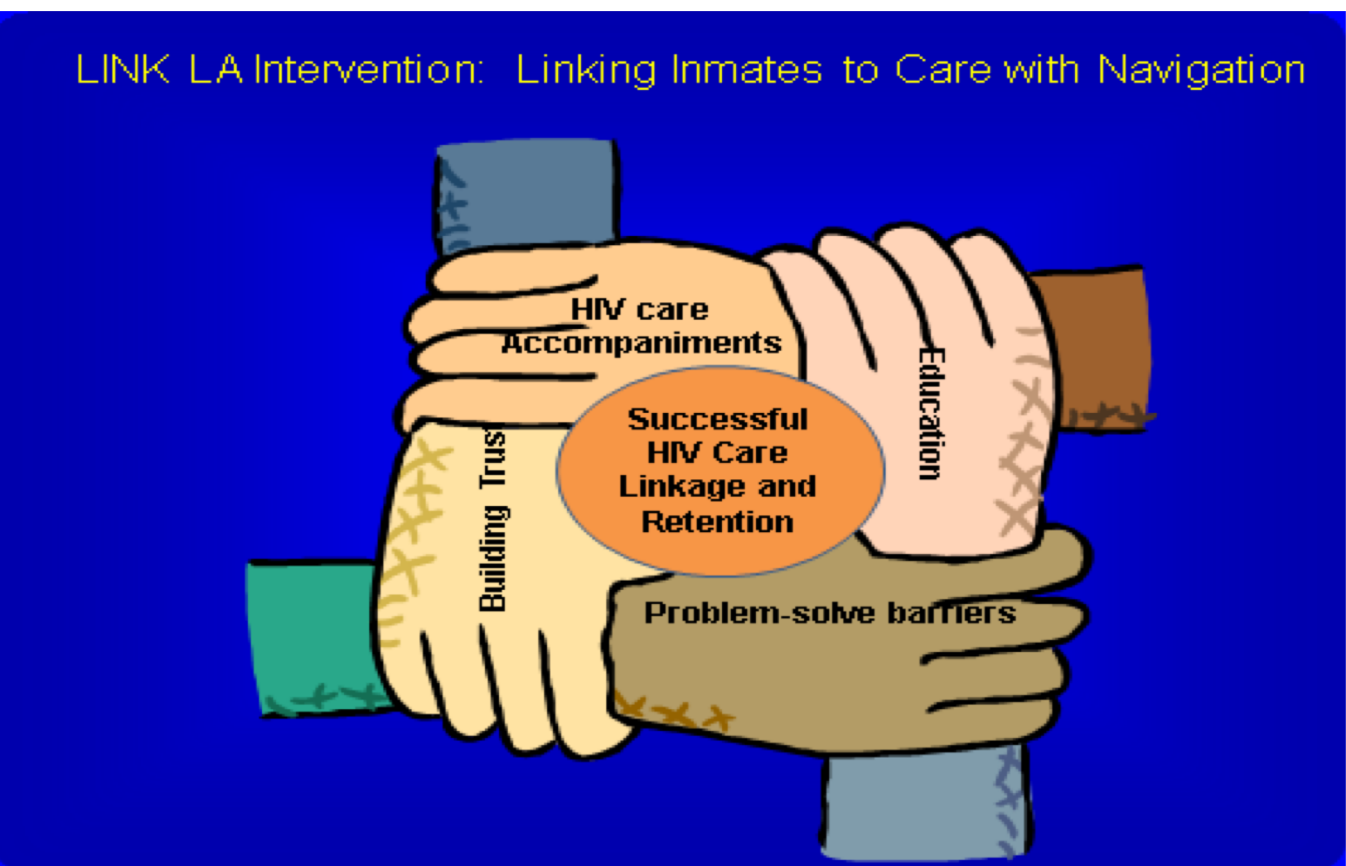 LINK LA Intervention: Linking Inmates to Care with Navigation
HIV care
Accompaniments
Education
Successful
HIV Care
Linkage and
Retention
Building Trust
Problem-solve barriers